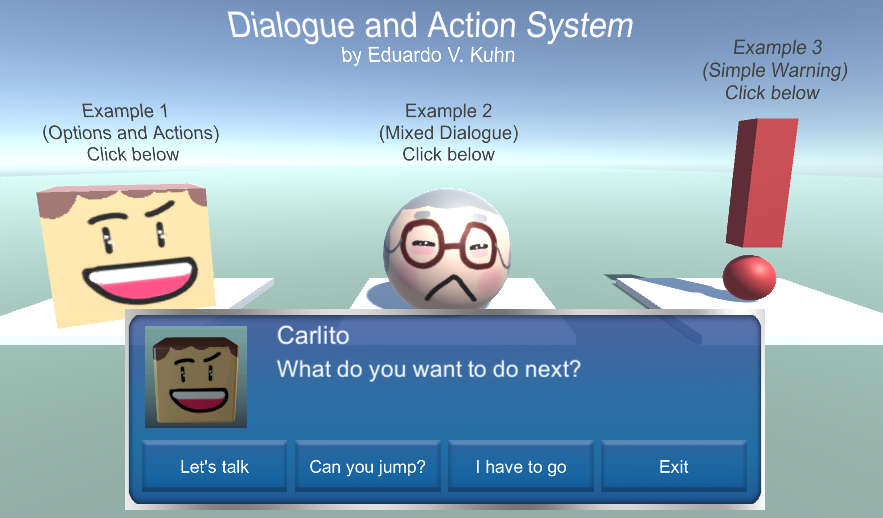 Dialogue and Action System
by Eduardo V. Kuhn
Example 1
(Options and Actions)
Click below
Example 2
(Mixed Dialogue)
Click below
Example 3
(Simple Warning)
Click below
Carlito
What do you want to do next?
Let's talk
Can you jump?
I have to go
Exit